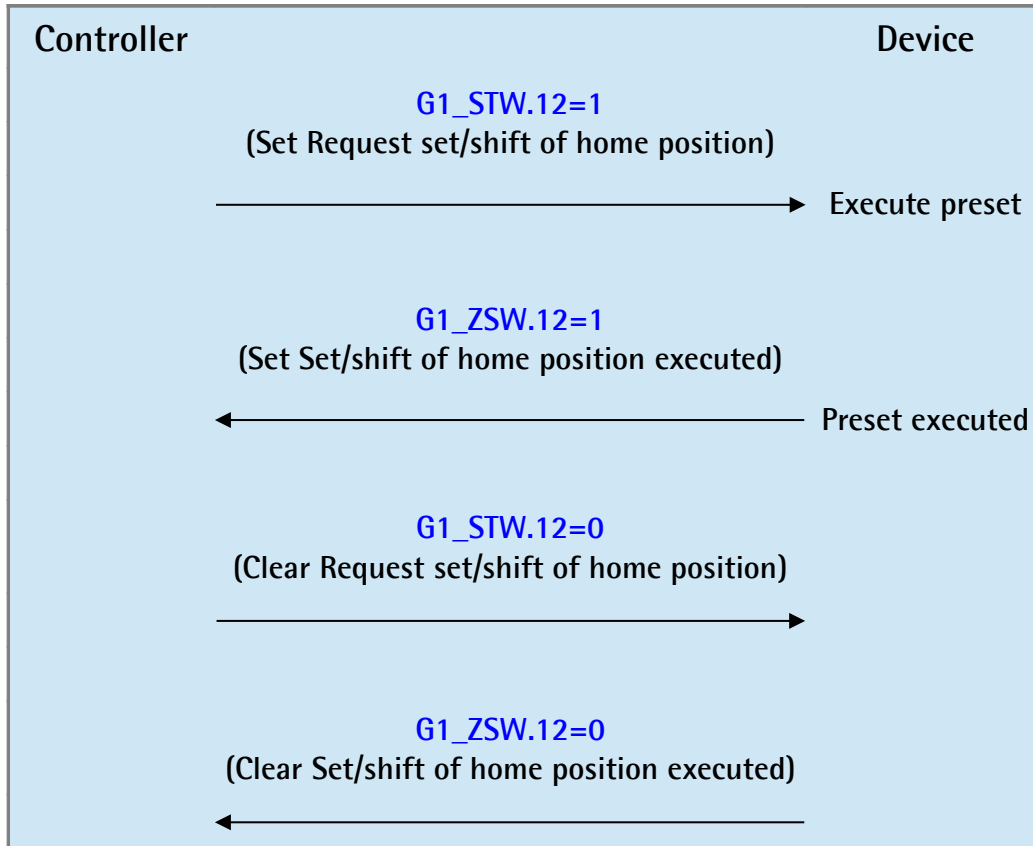 Controller
Device
G1_STW.12=1
(Set Request set/shift of home position)
Execute preset
G1_ZSW.12=1
(Set Set/shift of home position executed)
Preset executed
G1_STW.12=0
(Clear Request set/shift of home position)
G1_ZSW.12=0
(Clear Set/shift of home position executed)